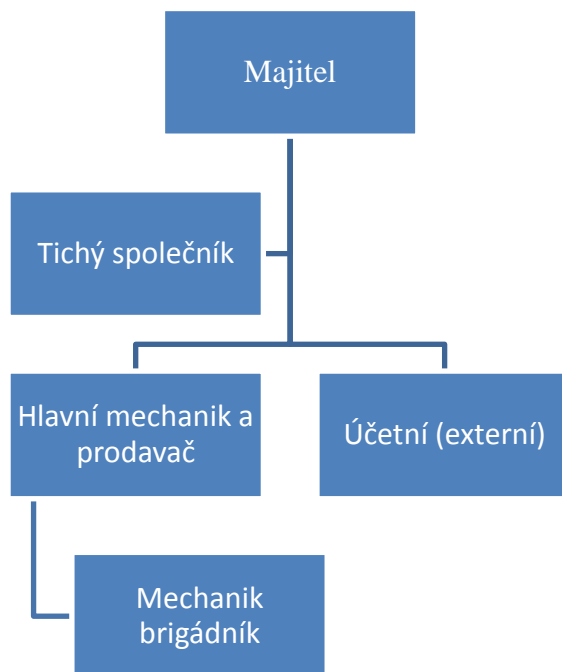 Majitel
Tichý společník
Hlavní mechanik a
prodavač
Účetní (externí)
Mechanik
brigádník